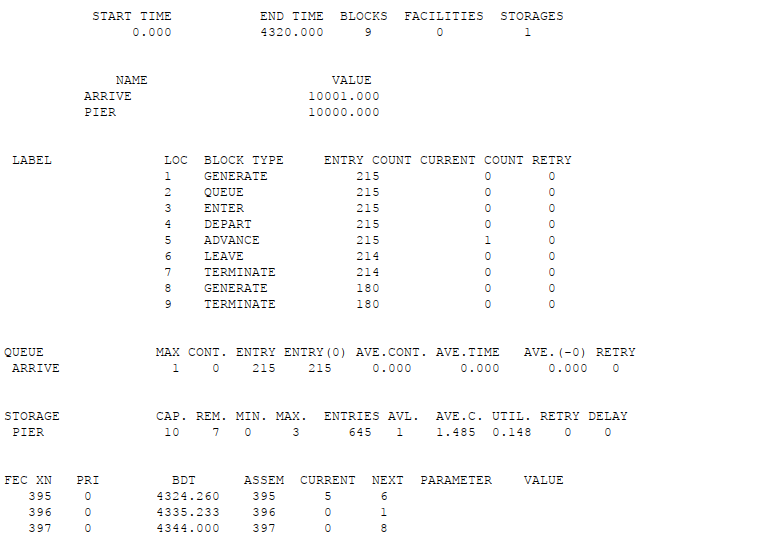 START TIME END TIME BLOCKS FACILITIES STORAGES
0.000 4320.000 9 0 1
NAME VALUE
ARRIVE 10001.000
PIER 10000.000
LABEL LOC BLOCK TYPE ENTRY COUNT CURRENT COUNT RETRY
1 GENERATE 215 0 0
2 QUEUE 215 0 0
3 ENTER 215 0 0
4 DEPART 215 0 0
5 ADVANCE 215 1 0
6 LEAVE 214 0 0
7 TERMINATE 214 0 0
8 GENERATE 180 0 0
9 TERMINATE 180 0 0
QUEUE MAX CONT. ENTRY ENTRY(0) AVE.CONT. AVE.TIME AVE.(-0) RETRY
ARRIVE 1 0 215 215 0.000 0.000 0.000 0
STORAGE CAP. REM. MIN. MAX. ENTRIES AVL. AVE.C. UTIL. RETRY DELAY
PIER 10 7 0 3 645 1 1.485 0.148 0 0
FEC XN PRI BDT ASSEM CURRENT NEXT PARAMETER VALUE
395 0 4324.260 395 5 6
396 0 4335.233 396 0 1
397 0 4344.000 397 0 8